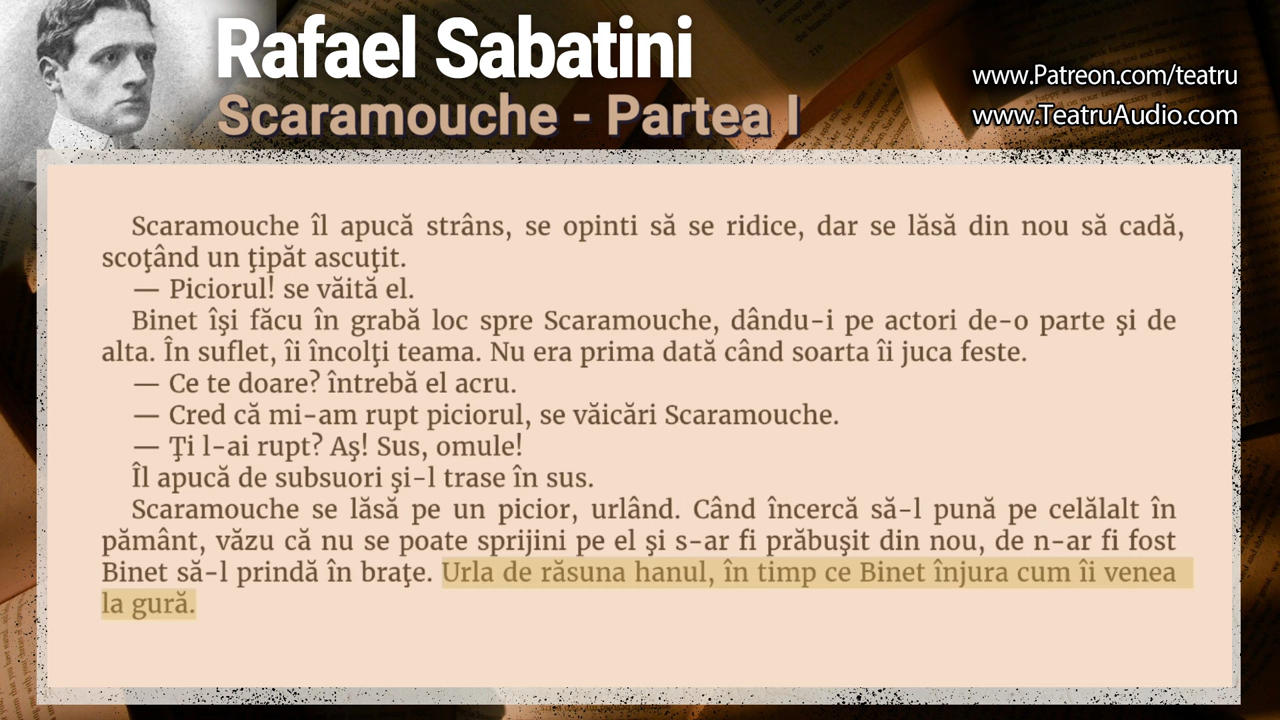 Rafael Sabatini
Scaramouche - Partea I
www.Patreon.com/teatru
www.TeatruAudio.com
Scaramouche îl apucă strâns, se opinti să se ridice, dar se lăsă din nou să cadă,
scoţând un ţipăt ascuţit.
— Piciorul! se văită el.
Binet îşi făcu în grabă loc spre Scaramouche, dându-i pe actori de-o parte şi de
alta. În suflet, îi încolţi teama. Nu era prima dată când soarta îi juca feste.
— Ce te doare? întrebă el acru.
— Cred că mi-am rupt piciorul, se văicări Scaramouche.
— Ţi l-ai rupt? Aş! Sus, omule!
Îl apucă de subsuori şi-l trase în sus.
Scaramouche se lăsă pe un picior, urlând. Când încercă să-l pună pe celălalt în
pământ, văzu că nu se poate sprijini pe el şi s-ar fi prăbuşit din nou, de n-ar fi fost
Binet să-l prindă în braţe. Urla de răsuna hanul, în timp ce Binet înjura cum îi venea
la gură.